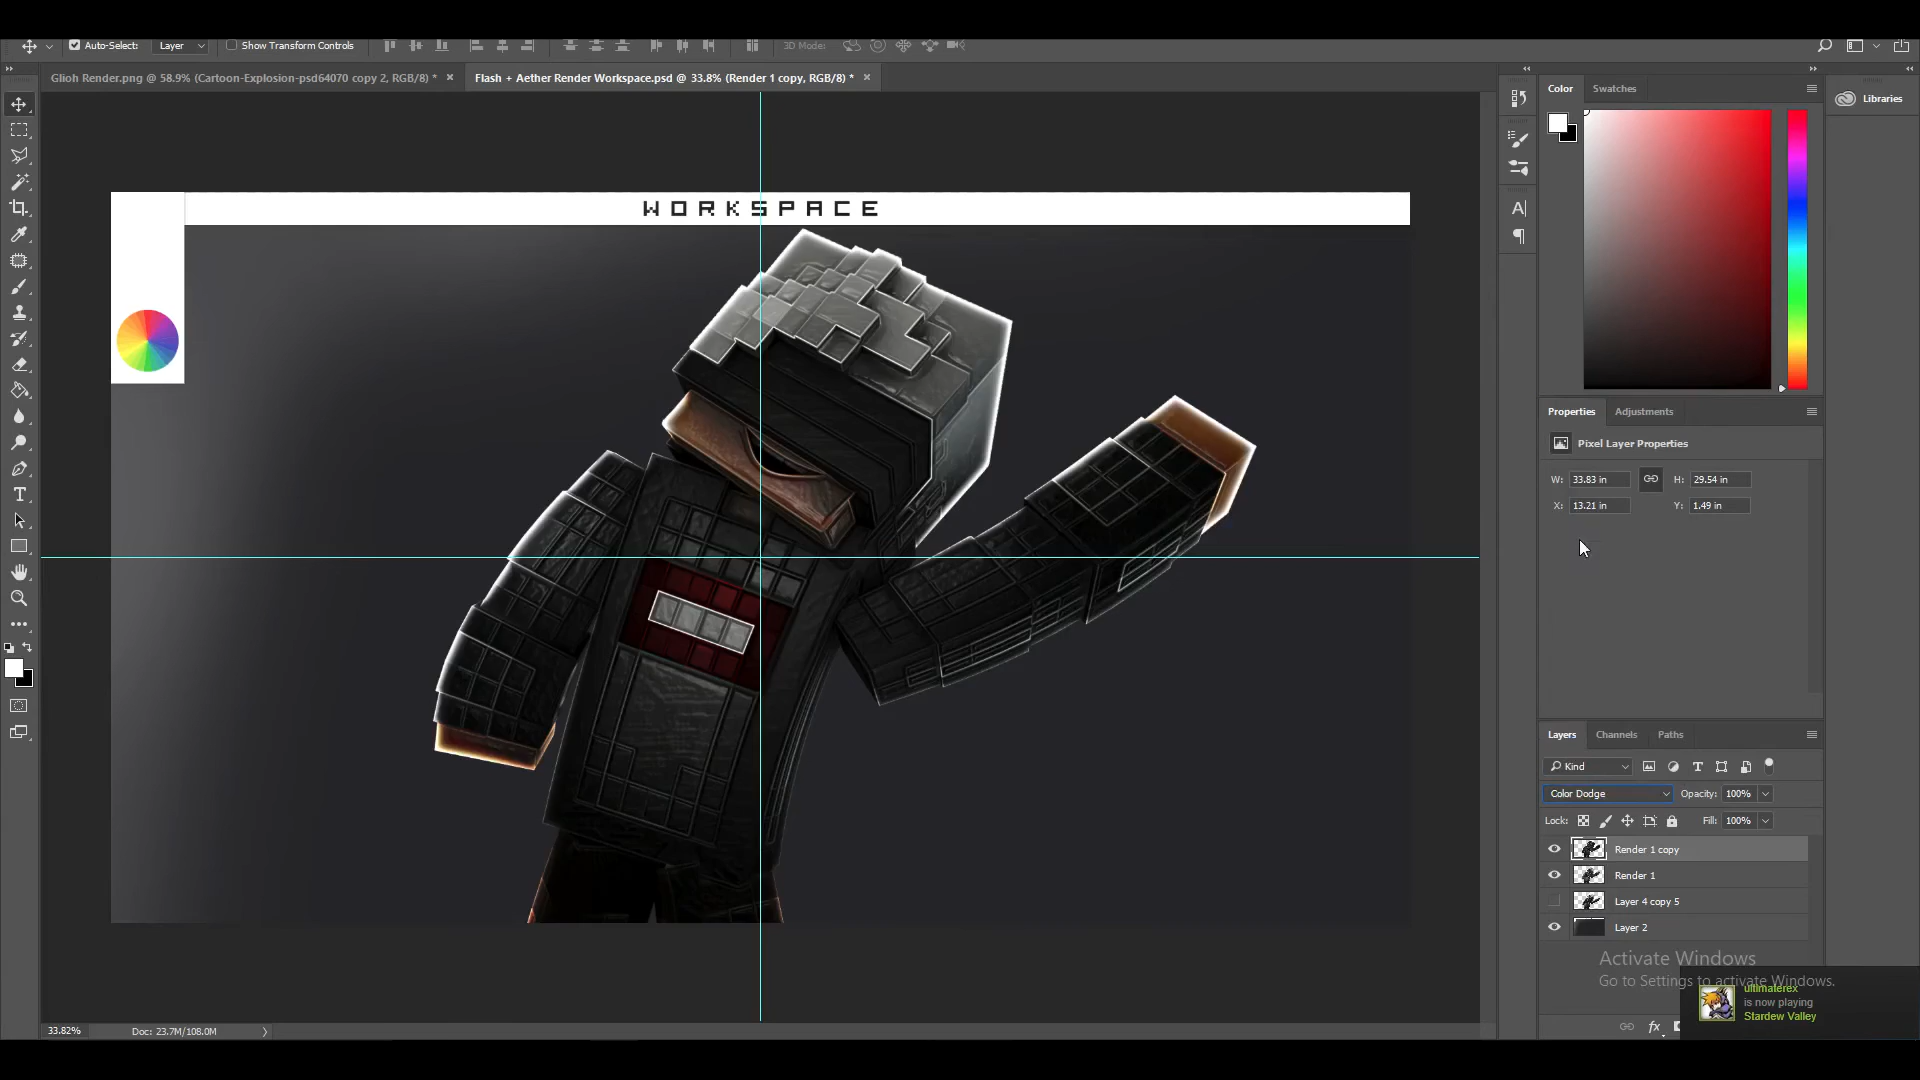 Auto-Select: Layer Show Transform Controls 3D Mode:
Glioh Render.png @ 58.9% (Cartoon-Explosion-psd64070 copy 2, RGB/8) * ×
Flash + Aether Render Workspace.psd @ 33.8% (Render 1 copy, RGB/8) * ×
WORKSPACE
Color Swatches
Libraries
Properties Adjustments
Pixel Layer Properties
W: 33.83 in H: 29.54 in
X: 13.21 in Y: 1.49 in
Layers Channels Paths
Kind
Color Dodge Opacity: 100%
Lock: Fill: 100%
Render 1 copy
Render 1
Layer 4 copy 5
Layer 2
Activate Windows
Go to Settings to activate Windows.
ultimaterex
is now playing
Stardew Valley
fx
33.82% Doc: 23.7M/108.0M